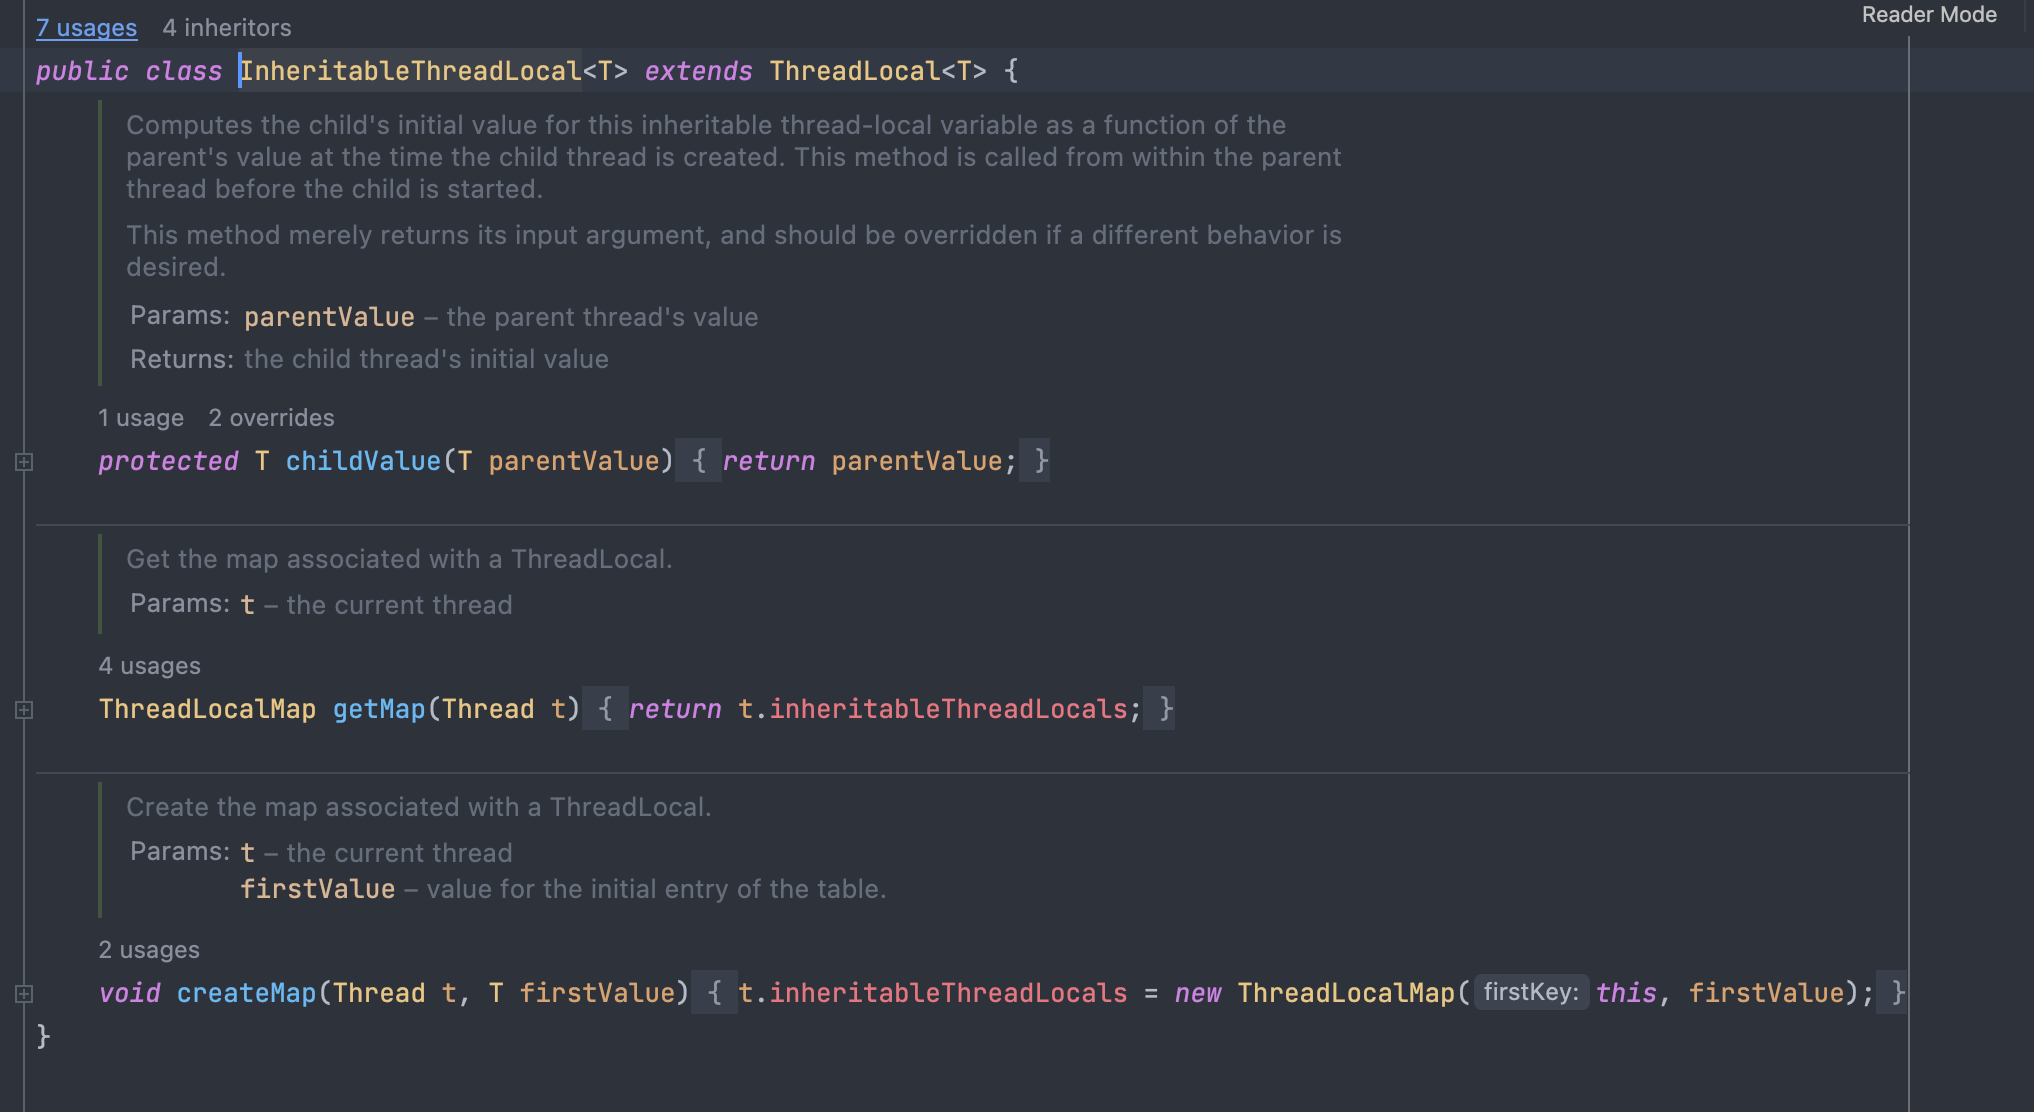 Reader Mode
7 usages 4 inheritors
public class InheritableThreadLocal<T> extends ThreadLocal<T> {
Computes the child's initial value for this inheritable thread-local variable as a function of the
parent's value at the time the child thread is created. This method is called from within the parent
thread before the child is started.
This method merely returns its input argument, and should be overridden if a different behavior is
desired.
Params: parentValue – the parent thread's value
Returns: the child thread's initial value
1 usage 2 overrides
protected T childValue(T parentValue) { return parentValue; }
Get the map associated with a ThreadLocal.
Params: t – the current thread
4 usages
ThreadLocalMap getMap(Thread t) { return t.inheritableThreadLocals; }
Create the map associated with a ThreadLocal.
Params: t – the current thread
firstValue – value for the initial entry of the table.
2 usages
void createMap(Thread t, T firstValue) { t.inheritableThreadLocals = new ThreadLocalMap( firstKey: this, firstValue); }
}